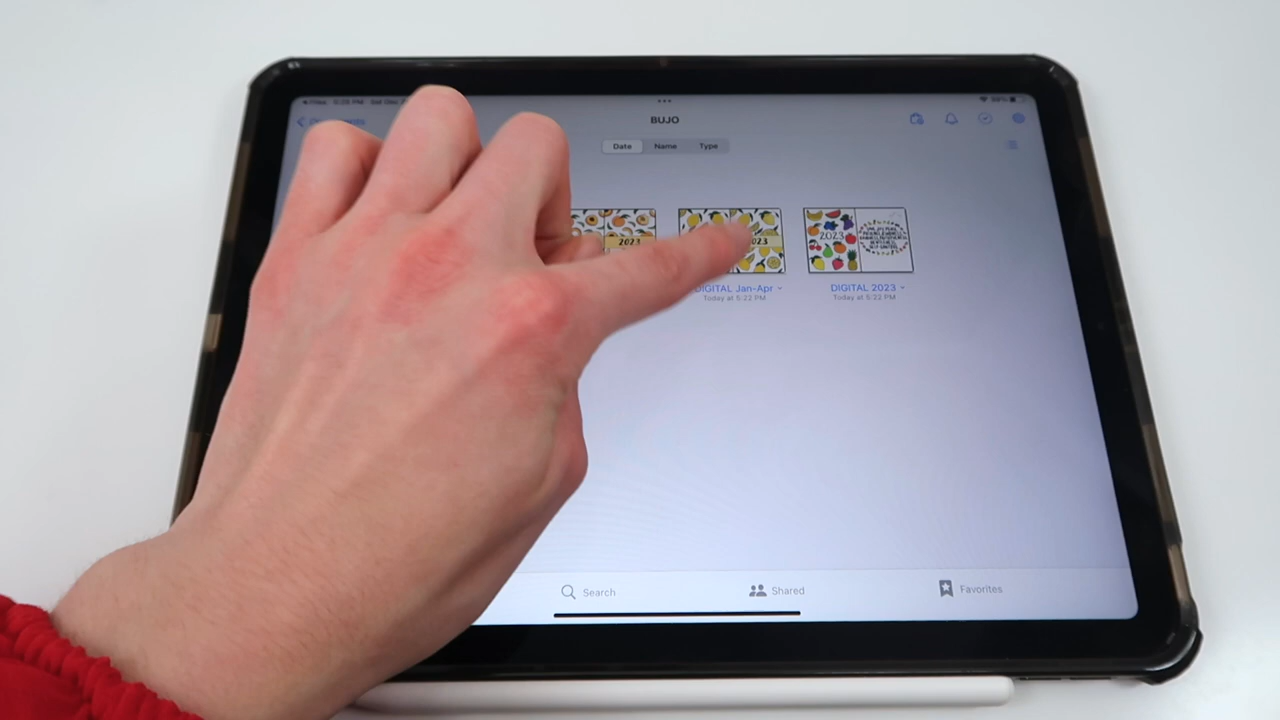 BUJO
Date Name Type
2023
2023
DIGITAL Jan-Apr
Today at 5:22 PM
DIGITAL 2023
Today at 5:22 PM
Search
Shared
Favorites